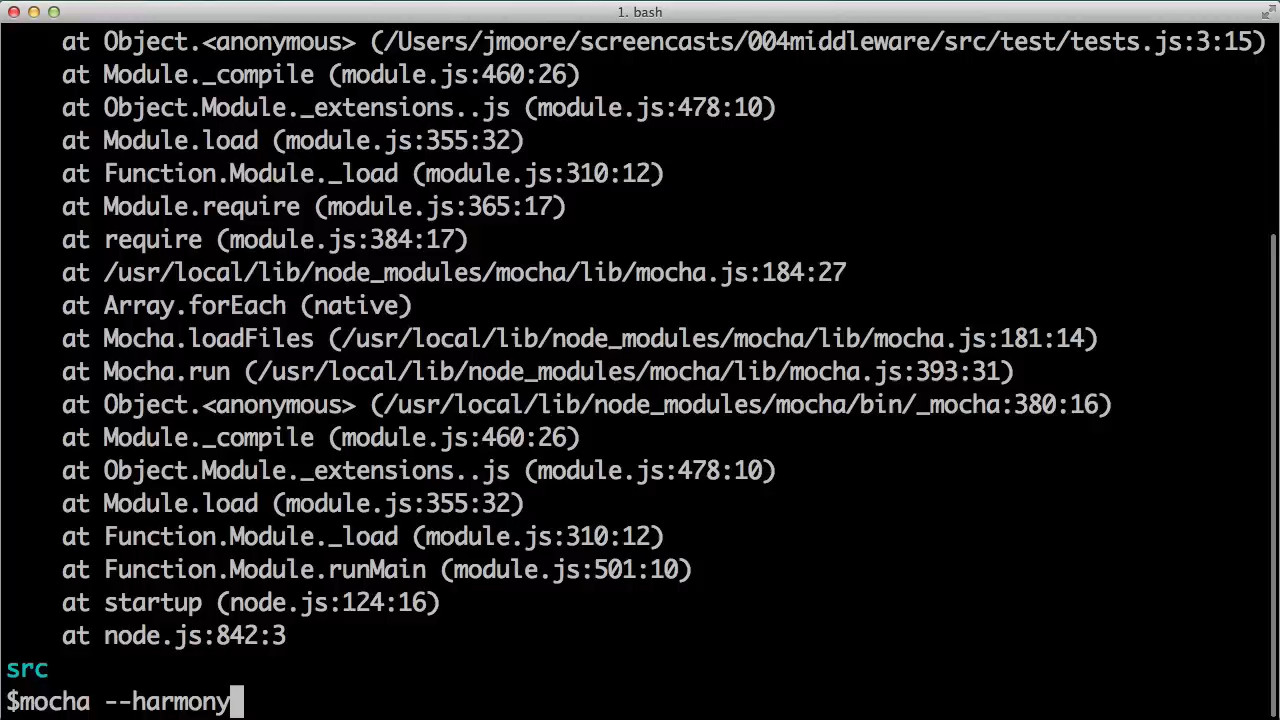 1. bash
at Object.<anonymous> (/Users/jmoore/screencasts/004middleware/src/test/tests.js:3:15)
at Module._compile (module.js:460:26)
at Object.Module._extensions..js (module.js:478:10)
at Module.load (module.js:355:32)
at Function.Module._load (module.js:310:12)
at Module.require (module.js:365:17)
at require (module.js:384:17)
at /usr/local/lib/node_modules/mocha/lib/mocha.js:184:27
at Array.forEach (native)
at Mocha.loadFiles (/usr/local/lib/node_modules/mocha/lib/mocha.js:181:14)
at Mocha.run (/usr/local/lib/node_modules/mocha/lib/mocha.js:393:31)
at Object.<anonymous> (/usr/local/lib/node_modules/mocha/bin/_mocha:380:16)
at Module._compile (module.js:460:26)
at Object.Module._extensions..js (module.js:478:10)
at Module.load (module.js:355:32)
at Function.Module._load (module.js:310:12)
at Function.Module.runMain (module.js:501:10)
at startup (node.js:124:16)
at node.js:842:3
src
$mocha --harmony